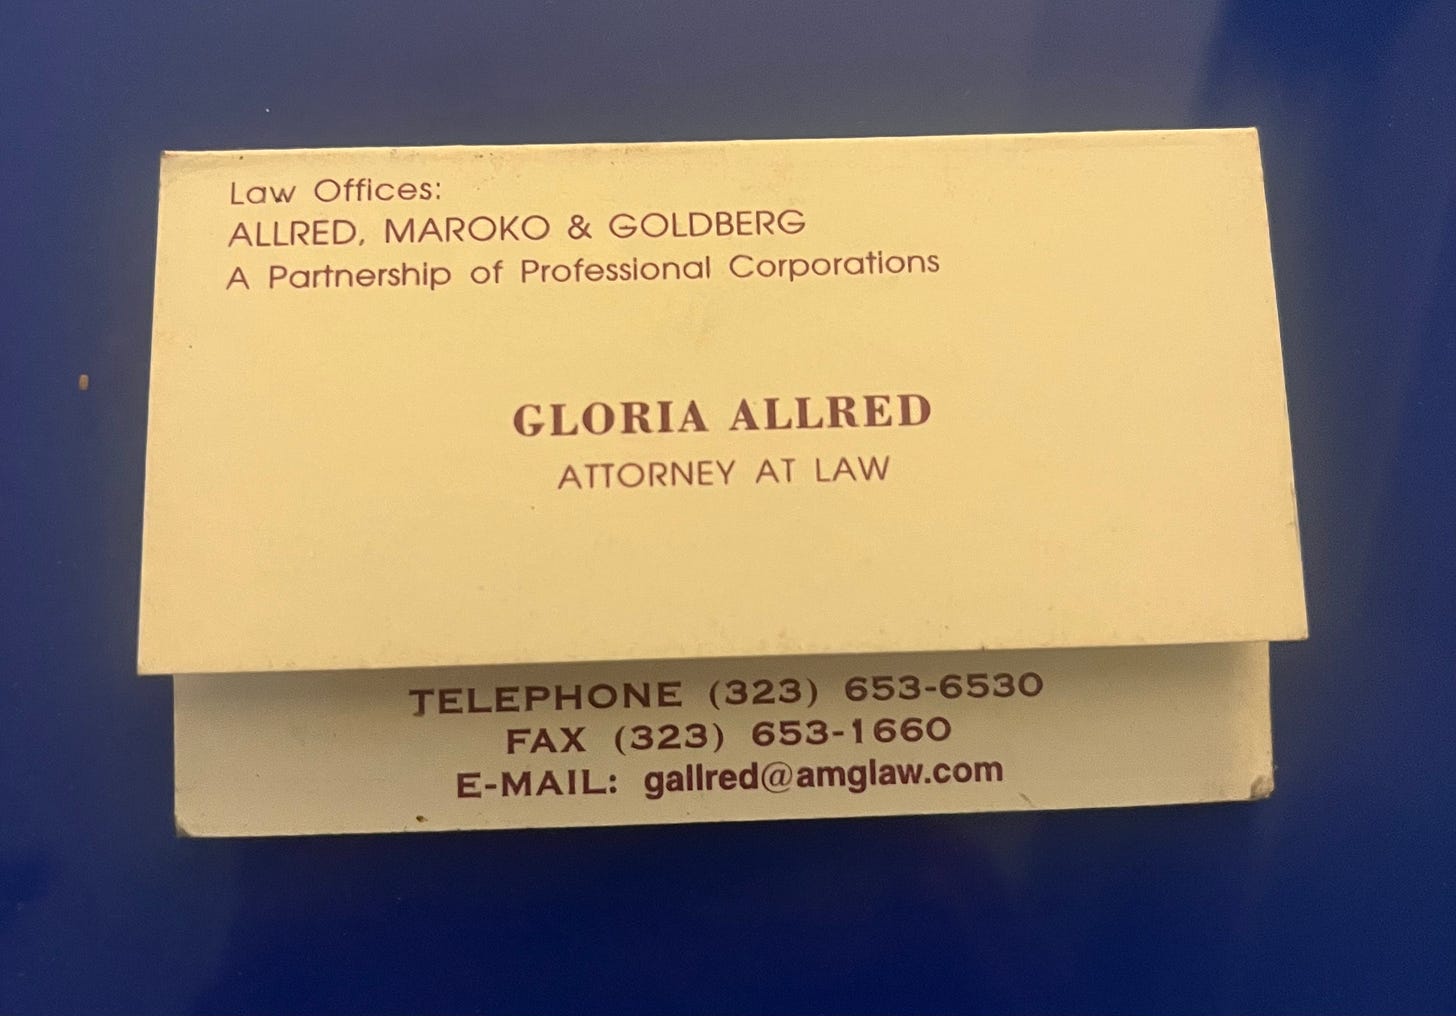 Law Offices:
ALLRED, MAROKO & GOLDBERG
A Partnership of Professional Corporations
GLORIA ALLRED
ATTORNEY AT LAW
TELEPHONE (323) 653-6530
FAX (323) 653-1660
E-MAIL: gallred@amglaw.com